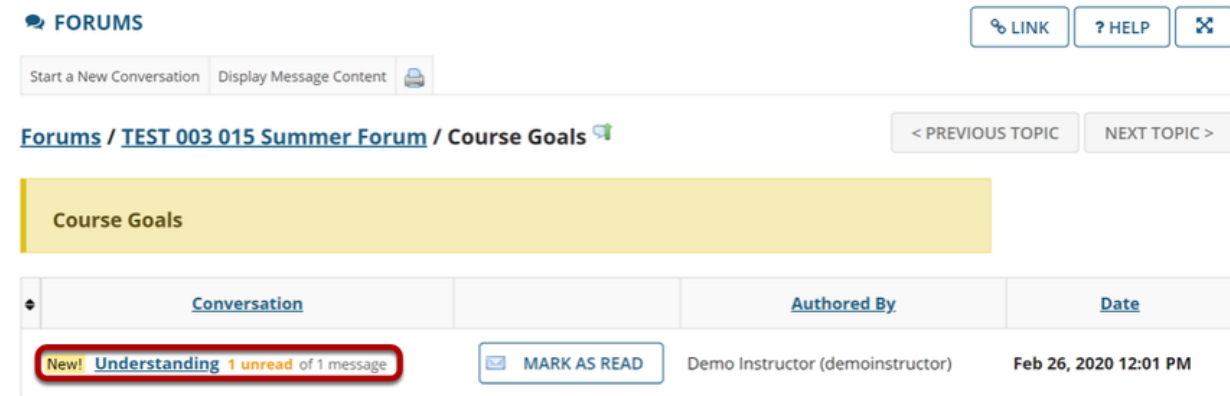 FORUMS
LINK
? HELP
Start a New Conversation
Display Message Content
Forums / TEST 003 015 Summer Forum / Course Goals
< PREVIOUS TOPIC
NEXT TOPIC >
Course Goals
Conversation
Authored By
Date
New! Understanding 1 unread of 1 message
MARK AS READ
Demo Instructor (demoinstructor)
Feb 26, 2020 12:01 PM